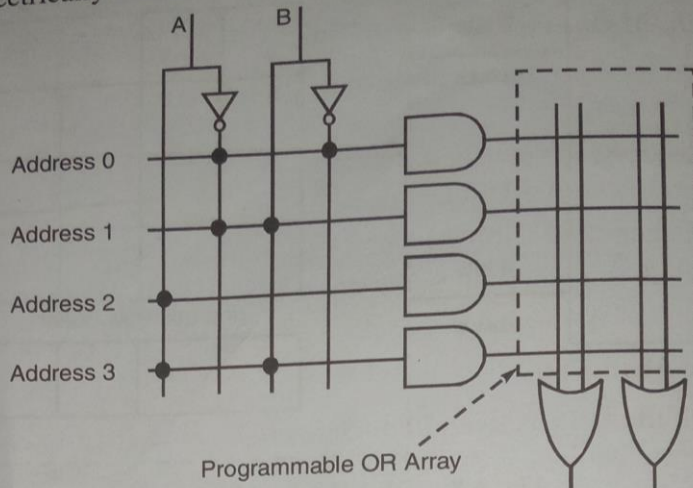 A
B
Address 0
Address 1
Address 2
Address 3
Programmable OR Array